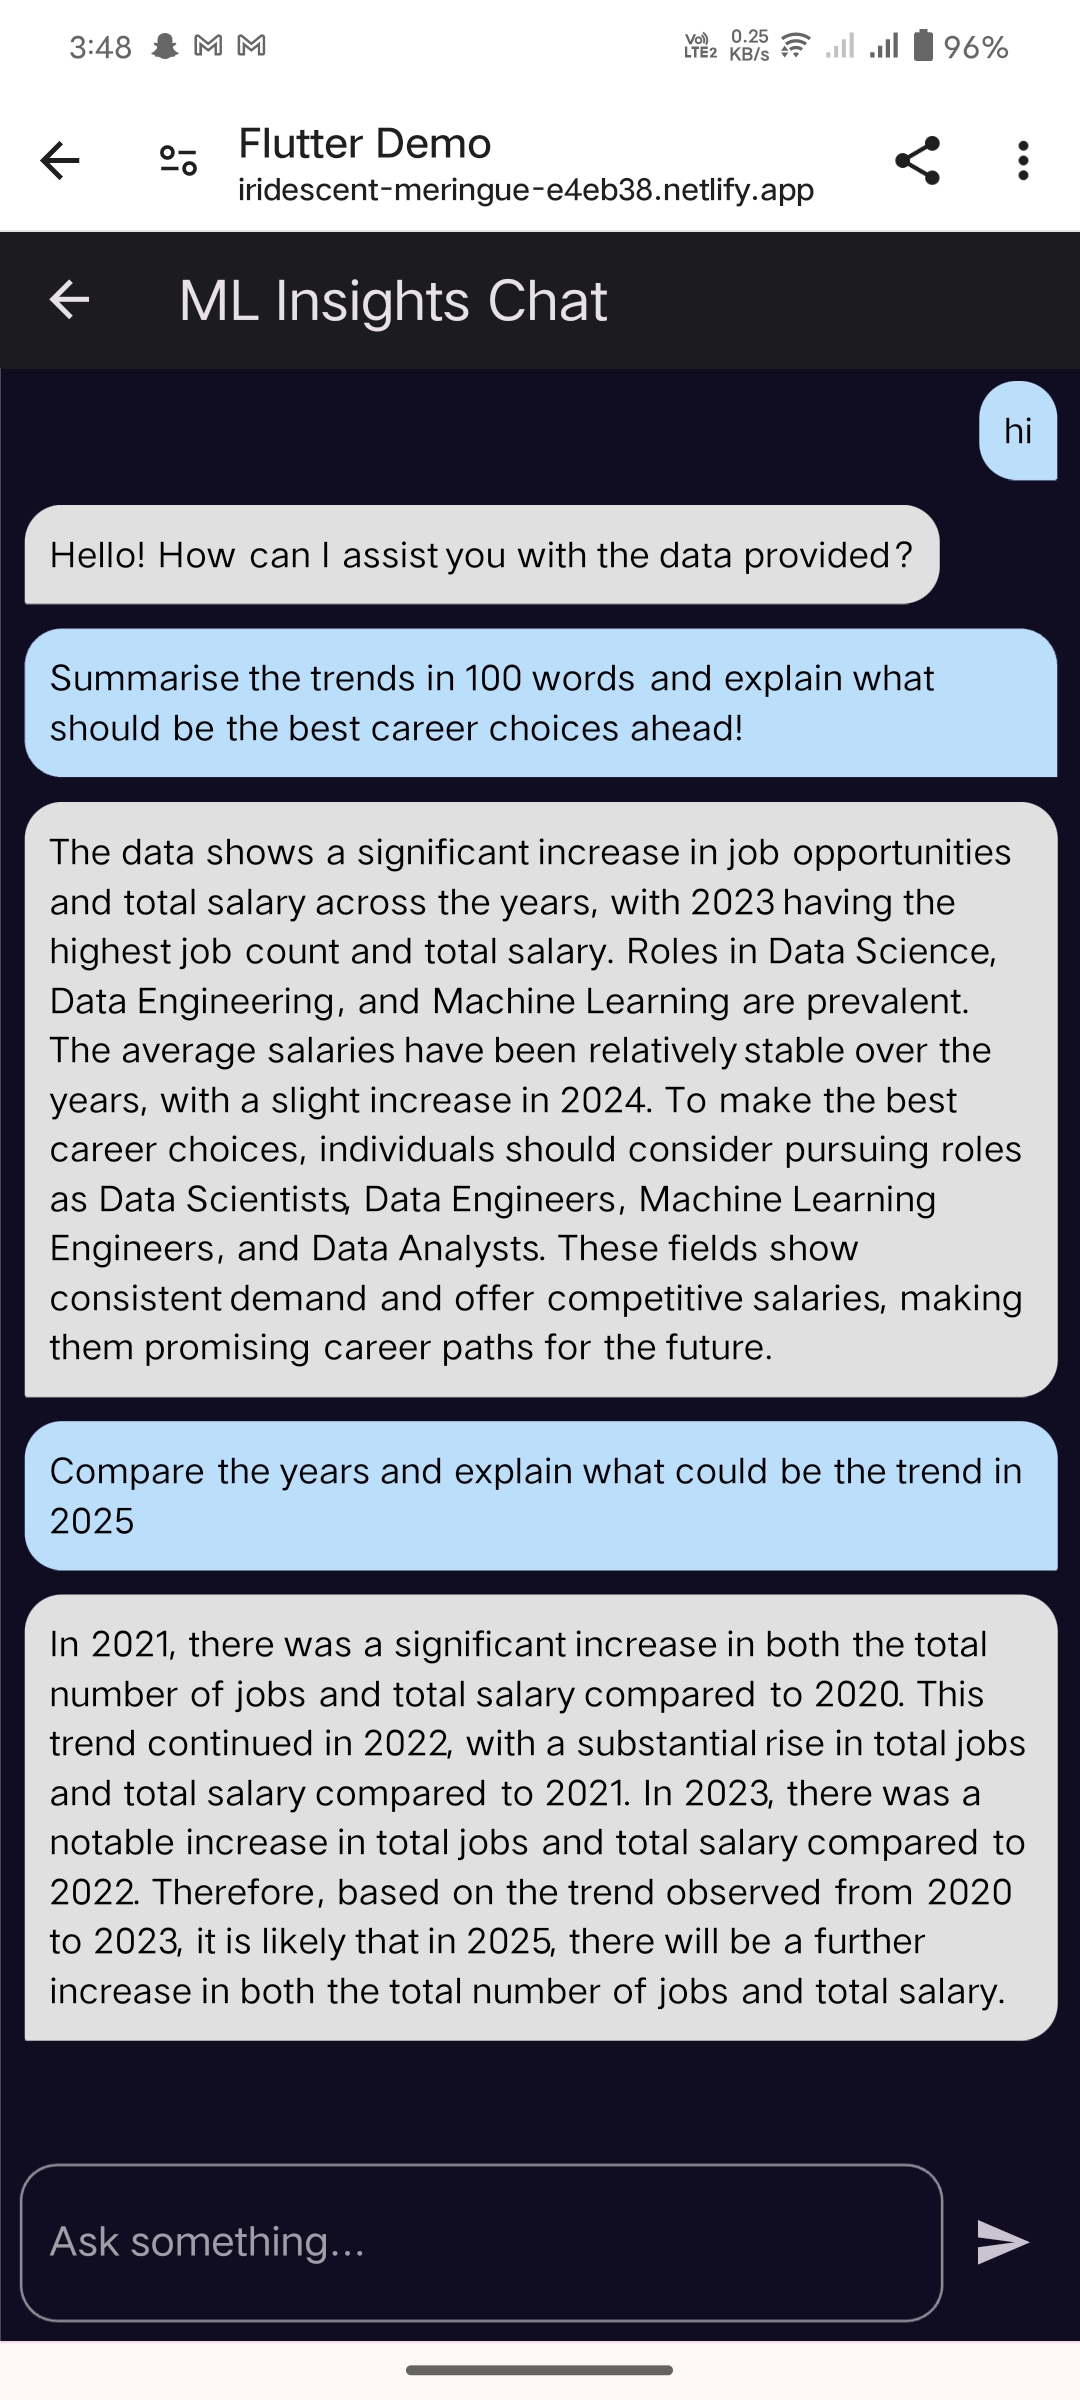 3:48
Vo) 0.25
LTE2 KB/s 96%
Flutter Demo
iridescent-meringue-e4eb38.netlify.app
ML Insights Chat
hi
Hello! How can I assist you with the data provided?
Summarise the trends in 100 words and explain what
should be the best career choices ahead!
The data shows a significant increase in job opportunities
and total salary across the years, with 2023 having the
highest job count and total salary. Roles in Data Science,
Data Engineering, and Machine Learning are prevalent.
The average salaries have been relatively stable over the
years, with a slight increase in 2024. To make the best
career choices, individuals should consider pursuing roles
as Data Scientists, Data Engineers, Machine Learning
Engineers, and Data Analysts. These fields show
consistent demand and offer competitive salaries, making
them promising career paths for the future.
Compare the years and explain what could be the trend in
2025
In 2021, there was a significant increase in both the total
number of jobs and total salary compared to 2020. This
trend continued in 2022, with a substantial rise in total jobs
and total salary compared to 2021. In 2023, there was a
notable increase in total jobs and total salary compared to
2022. Therefore, based on the trend observed from 2020
to 2023, it is likely that in 2025, there will be a further
increase in both the total number of jobs and total salary.
Ask something...